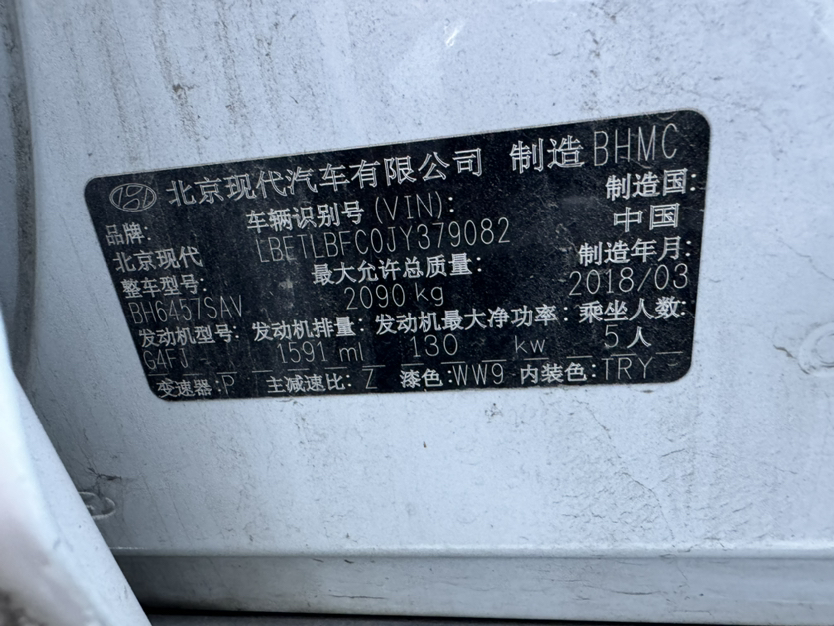 北京现代汽车有限公司 制造 BHMC
品牌: 车辆识别号(VIN): 制造国:
北京现代 LBETLBFC0JY379082 中国
整车型号: 最大允许总质量: 制造年月:
BH6457SAV 2090 kg 2018/03
发动机型号: 发动机排量: 发动机最大净功率: 乘坐人数:
G4FJ 1591 ml 130 kw 5人
变速器:P 主减速比: Z 漆色:WW9 内装色:TRY